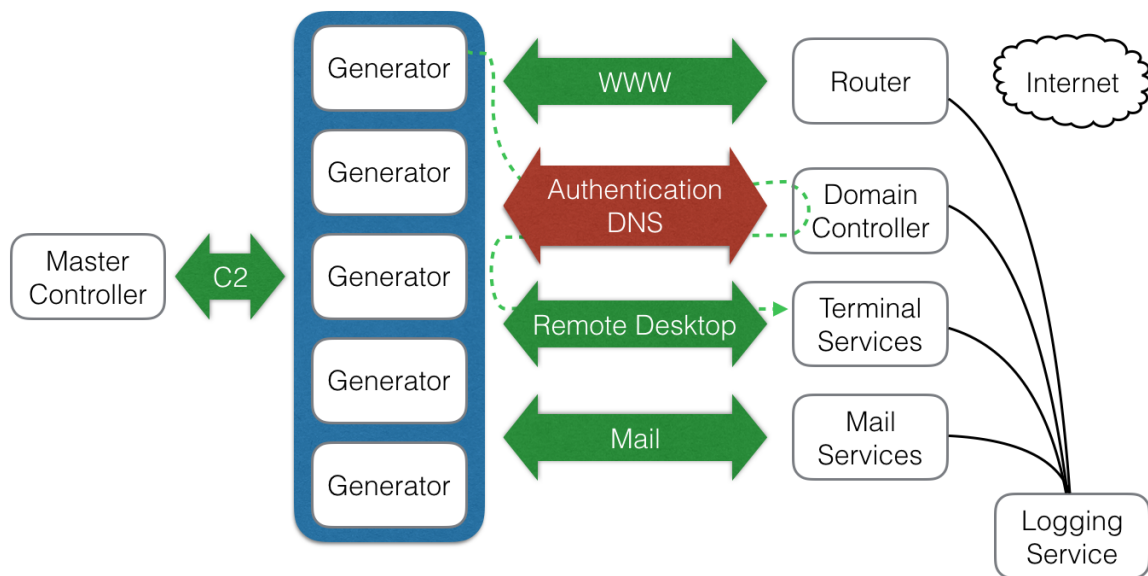 Generator
WWW
Router
Internet
Generator
Authentication
DNS
Domain
Controller
Master
Controller
C2
Generator
Remote Desktop
Terminal
Services
Generator
Mail
Mail
Services
Generator
Logging
Service